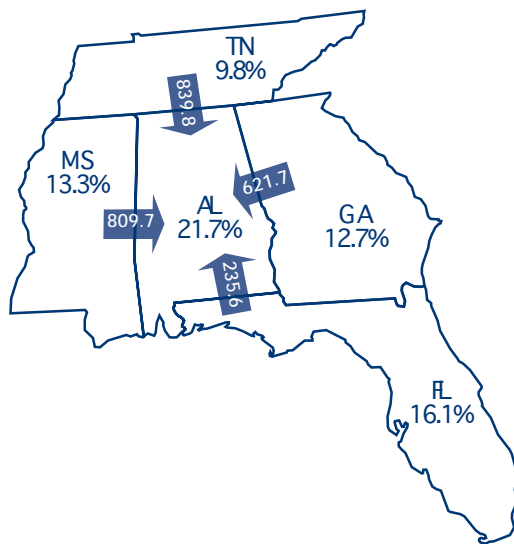 TN
9.8%
839.8
MS
13.3%
621.7
AL
21.7%
809.7
GA
12.7%
235.6
FL
16.1%